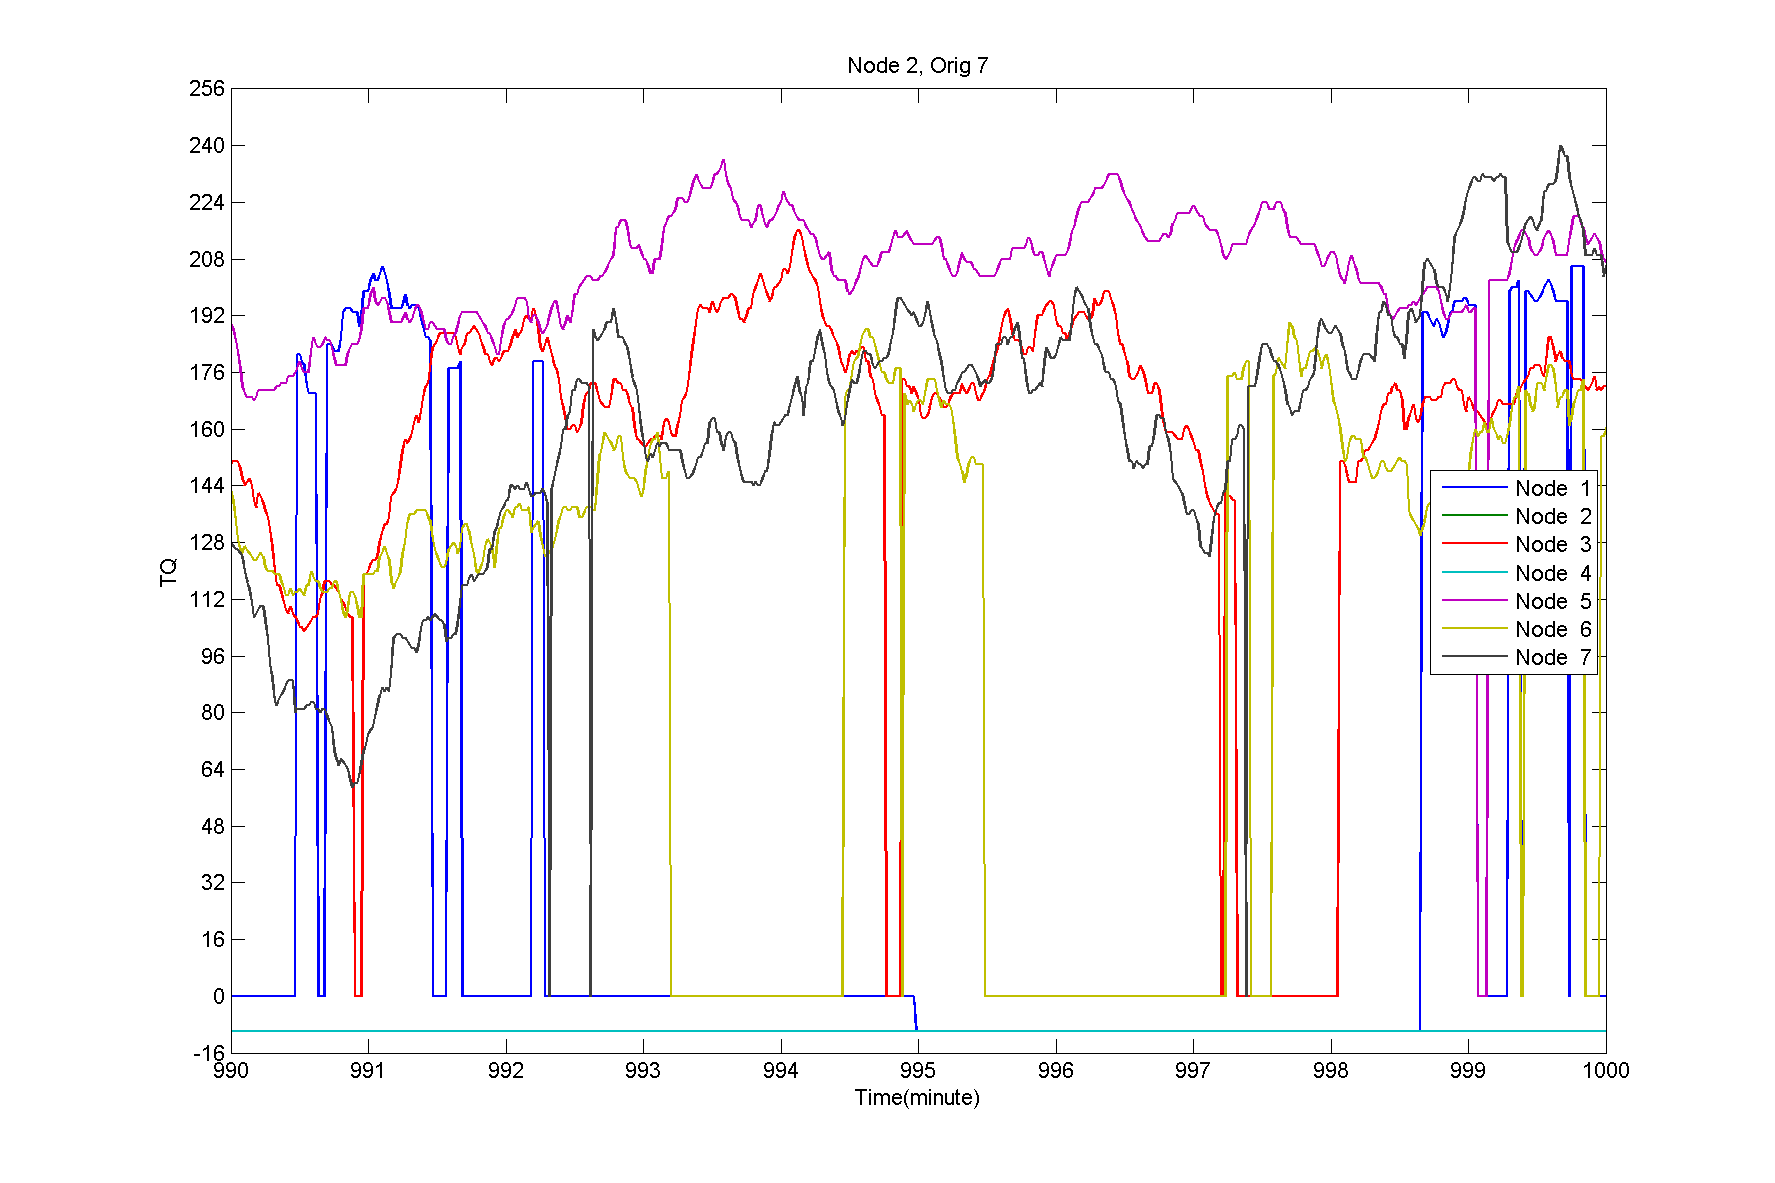 Node 2, Orig 7
256
240
224
208
192
176
160
144
128
112
96
80
64
48
32
16
0
-16
TQ
Node 1
Node 2
Node 3
Node 4
Node 5
Node 6
Node 7
990 991 992 993 994 995 996 997 998 999 1000
Time(minute)